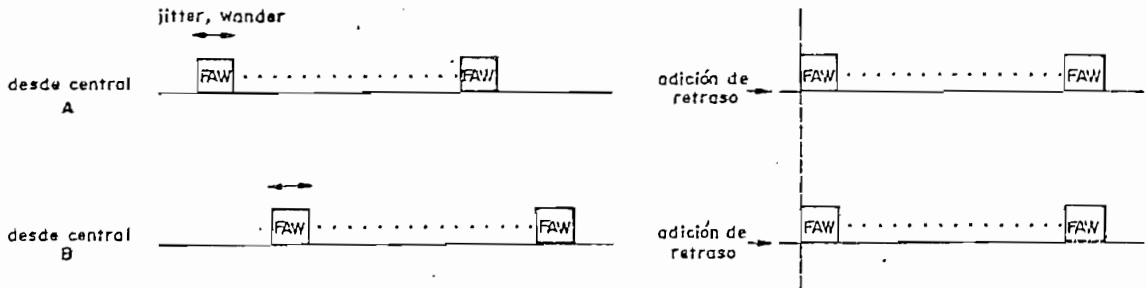 jitter, wander
desde central
A
FAW
FAW
adición de
retraso
FAW
FAW
desde central
B
FAW
FAW
adición de
retraso
FAW
FAW